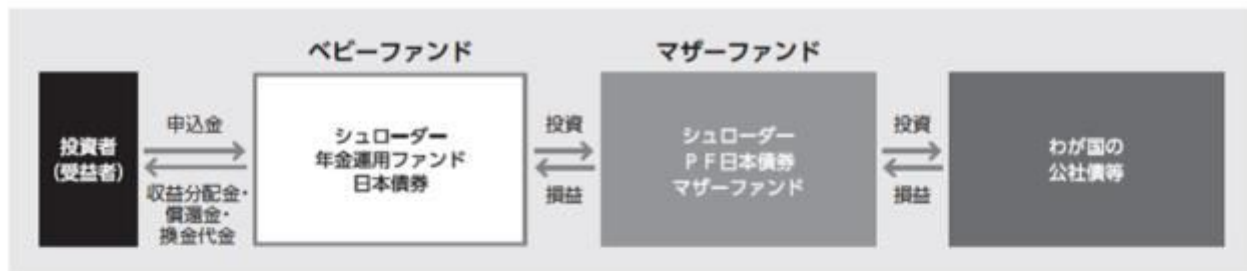 ベビーファンド
マザーファンド
投資者
(受益者)
申込金
収益分配金・
償還金・
換金代金
シュローダー
年金運用ファンド
日本債券
投資
損益
シュローダー
ＰＦ日本債券
マザーファンド
投資
損益
わが国の
公社債等